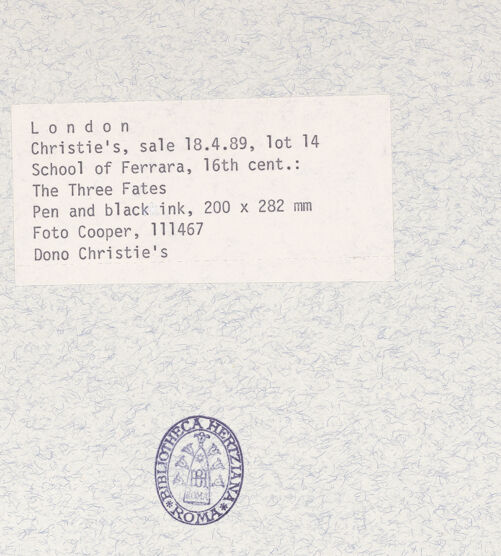 London
Christie's, sale 18.4.89, lot 14
School of Ferrara, 16th cent.:
The Three Fates
Pen and black ink, 200 x 282 mm
Foto Cooper, 111467
Dono Christie's
BIBLIOTHECA HERTZIANA
* ROMA *